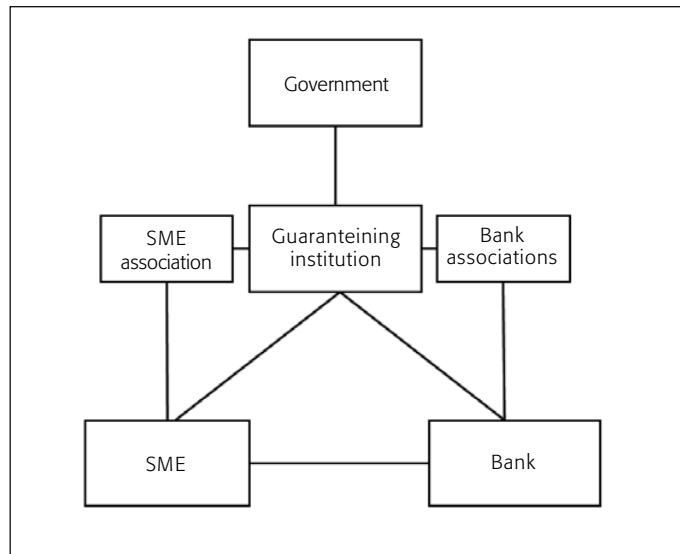 Government
SME
association
Guaranteining
institution
Bank
associations
SME
Bank